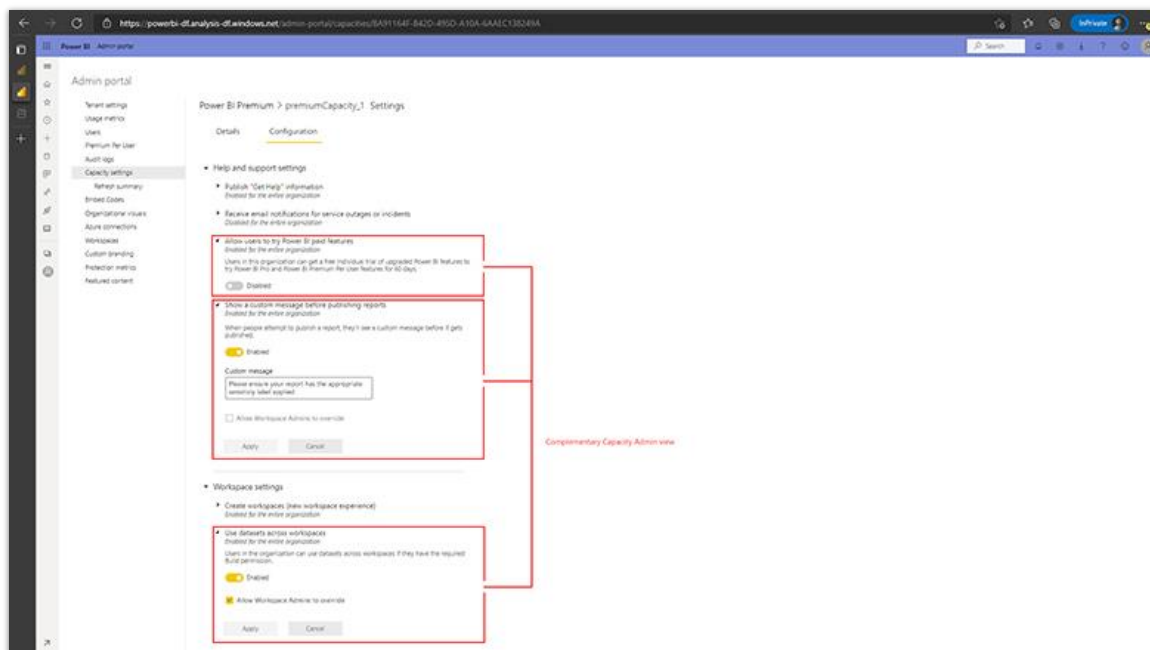 https://powerbi-df.analysis-df.windows.net/admin-portal/capacities/8A91164F-842D-495D-A10A-6AAEC138249A
InPrivate
Power BI Admin portal
Search
Admin portal
Tenant settings
Usage metrics
Users
Premium Per User
Audit logs
Capacity settings
Refresh summary
Embed Codes
Organizational visuals
Azure connections
Workspaces
Custom branding
Protection metrics
Featured content
Power BI Premium > premiumCapacity_1 Settings
Details Configuration
Help and support settings
Publish "Get Help" information
Enabled for the entire organization
Receive email notifications for service outages or incidents
Disabled for the entire organization
Allow users to try Power BI paid features
Enabled for the entire organization
Users in this organization can get a free individual trial of upgraded Power BI features to
try Power BI Pro and Power BI Premium Per User features for 60 days.
Disabled
Show a custom message before publishing reports
Enabled for the entire organization
When people attempt to publish a report, they'll see a custom message before it gets
published.
Enabled
Custom message
Please ensure your report has the appropriate
sensitivity label applied
Allow Workspace Admins to override
Apply Cancel
Complementary Capacity Admin view
Workspace settings
Create workspaces (new workspace experience)
Enabled for the entire organization
Use datasets across workspaces
Enabled for the entire organization
Users in the organization can use datasets across workspaces if they have the required
Build permission.
Enabled
Allow Workspace Admins to override
Apply Cancel